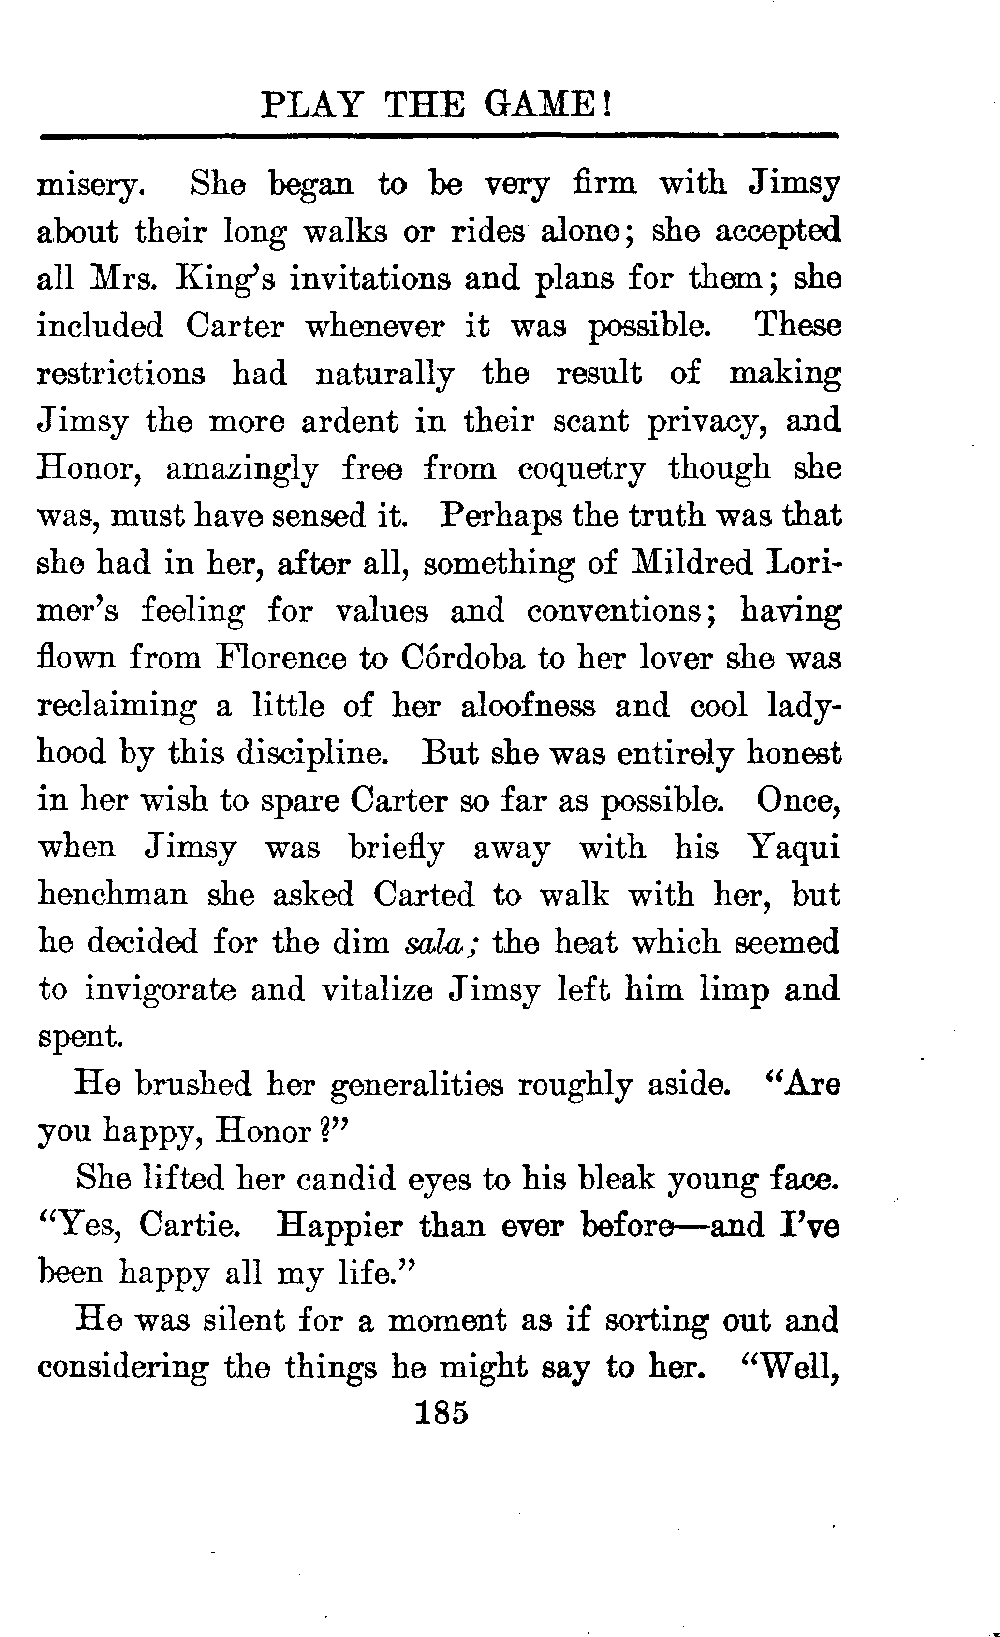 PLAY THE GAME!
misery. She began to be very firm with Jimsy
about their long walks or rides alone; she accepted
all Mrs. King's invitations and plans for them; she
included Carter whenever it was possible. These
restrictions had naturally the result of making
Jimsy the more ardent in their scant privacy, and
Honor, amazingly free from coquetry though she
was, must have sensed it. Perhaps the truth was that
she had in her, after all, something of Mildred Lori-
mer's feeling for values and conventions; having
flown from Florence to Córdoba to her lover she was
reclaiming a little of her aloofness and cool lady-
hood by this discipline. But she was entirely honest
in her wish to spare Carter so far as possible. Once,
when Jimsy was briefly away with his Yaqui
henchman she asked Carted to walk with her, but
he decided for the dim sala; the heat which seemed
to invigorate and vitalize Jimsy left him limp and
spent.
He brushed her generalities roughly aside. "Are
you happy, Honor?"
She lifted her candid eyes to his bleak young face.
"Yes, Cartie. Happier than ever before—and I've
been happy all my life."
He was silent for a moment as if sorting out and
considering the things he might say to her. "Well,
185